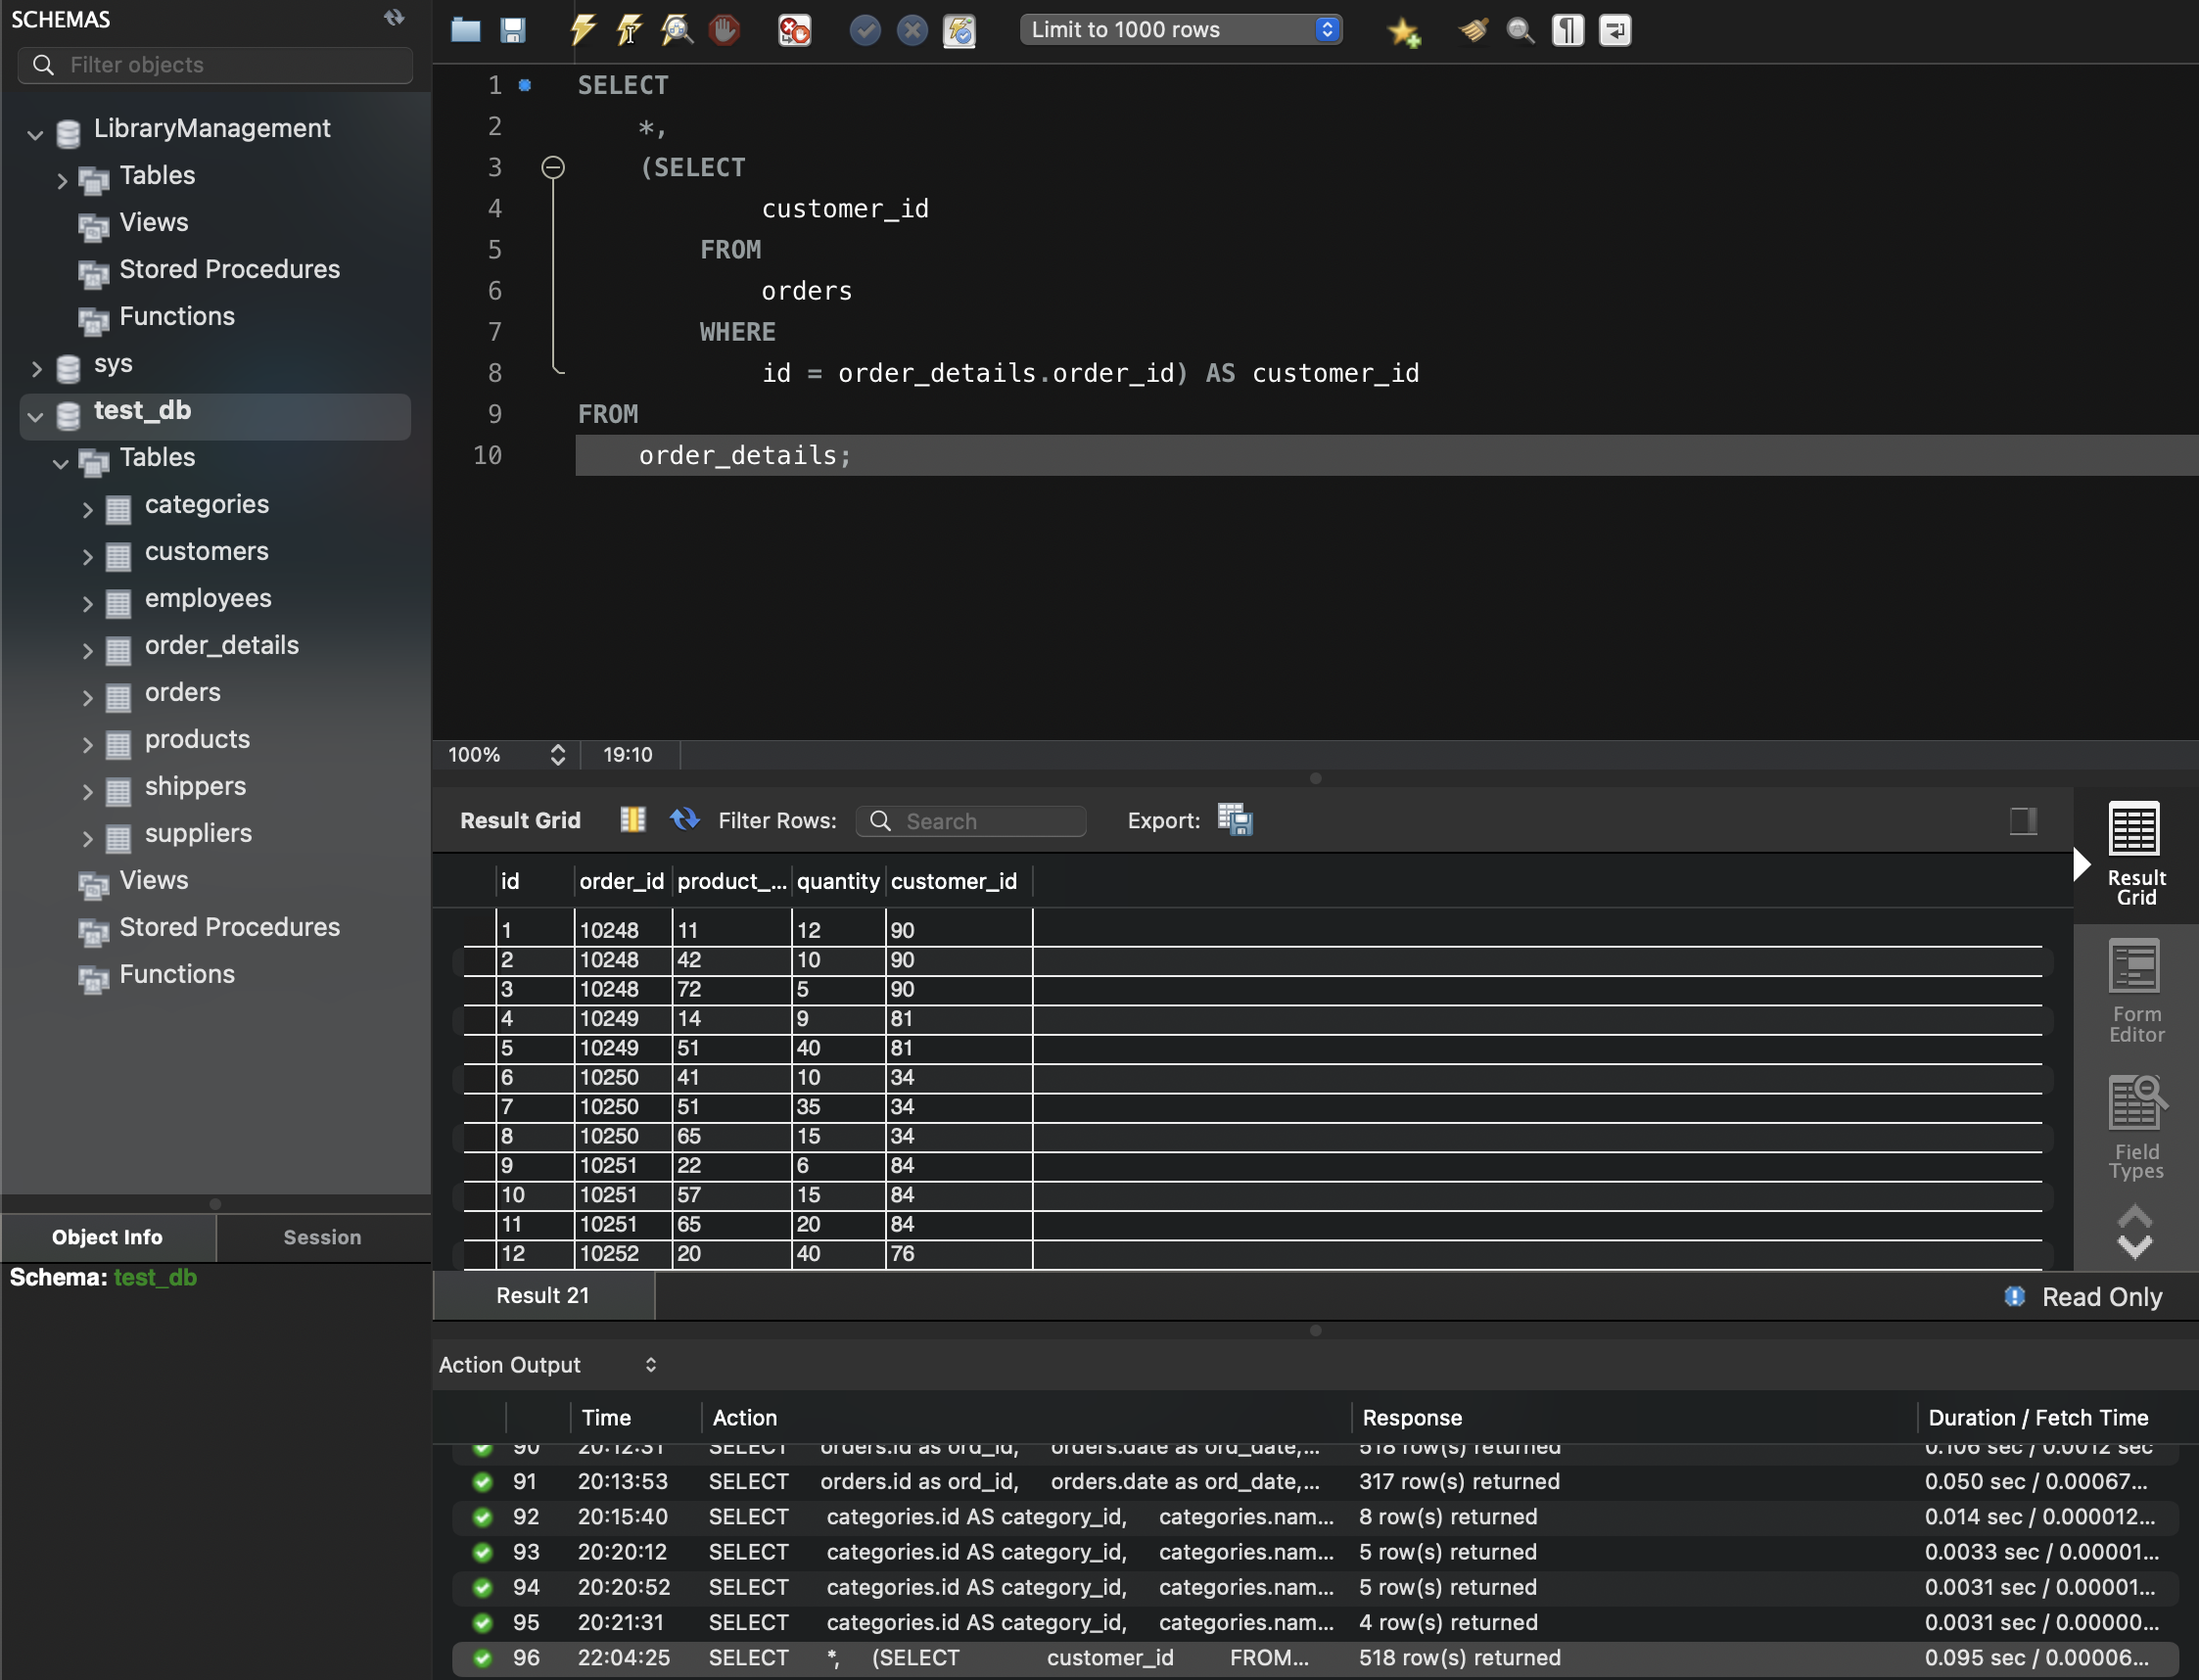 SCHEMAS
Filter objects
LibraryManagement
Tables
Views
Stored Procedures
Functions
sys
test_db
Tables
categories
customers
employees
order_details
orders
products
shippers
suppliers
Views
Stored Procedures
Functions
Object Info Session
Schema: test_db
Limit to 1000 rows
1 SELECT
2 *,
3 (SELECT
4 customer_id
5 FROM
6 orders
7 WHERE
8 id = order_details.order_id) AS customer_id
9 FROM
10 order_details;
100% 19:10
Result Grid Filter Rows: Search Export:
id order_id product_... quantity customer_id
1 10248 11 12 90
2 10248 42 10 90
3 10248 72 5 90
4 10249 14 9 81
5 10249 51 40 81
6 10250 41 10 34
7 10250 51 35 34
8 10250 65 15 34
9 10251 22 6 84
10 10251 57 15 84
11 10251 65 20 84
12 10252 20 40 76
Result
Grid
Form
Editor
Field
Types
Result 21 Read Only
Action Output
Time Action Response Duration / Fetch Time
90 20:12:31 SELECT orders.id as ord_id, orders.date as ord_date,... 518 row(s) returned 0.106 sec / 0.0012 sec
91 20:13:53 SELECT orders.id as ord_id, orders.date as ord_date,... 317 row(s) returned 0.050 sec / 0.00067...
92 20:15:40 SELECT categories.id AS category_id, categories.nam... 8 row(s) returned 0.014 sec / 0.000012...
93 20:20:12 SELECT categories.id AS category_id, categories.nam... 5 row(s) returned 0.0033 sec / 0.00001...
94 20:20:52 SELECT categories.id AS category_id, categories.nam... 5 row(s) returned 0.0031 sec / 0.00001...
95 20:21:31 SELECT categories.id AS category_id, categories.nam... 4 row(s) returned 0.0031 sec / 0.00000...
96 22:04:25 SELECT *, (SELECT customer_id FROM... 518 row(s) returned 0.095 sec / 0.00006...